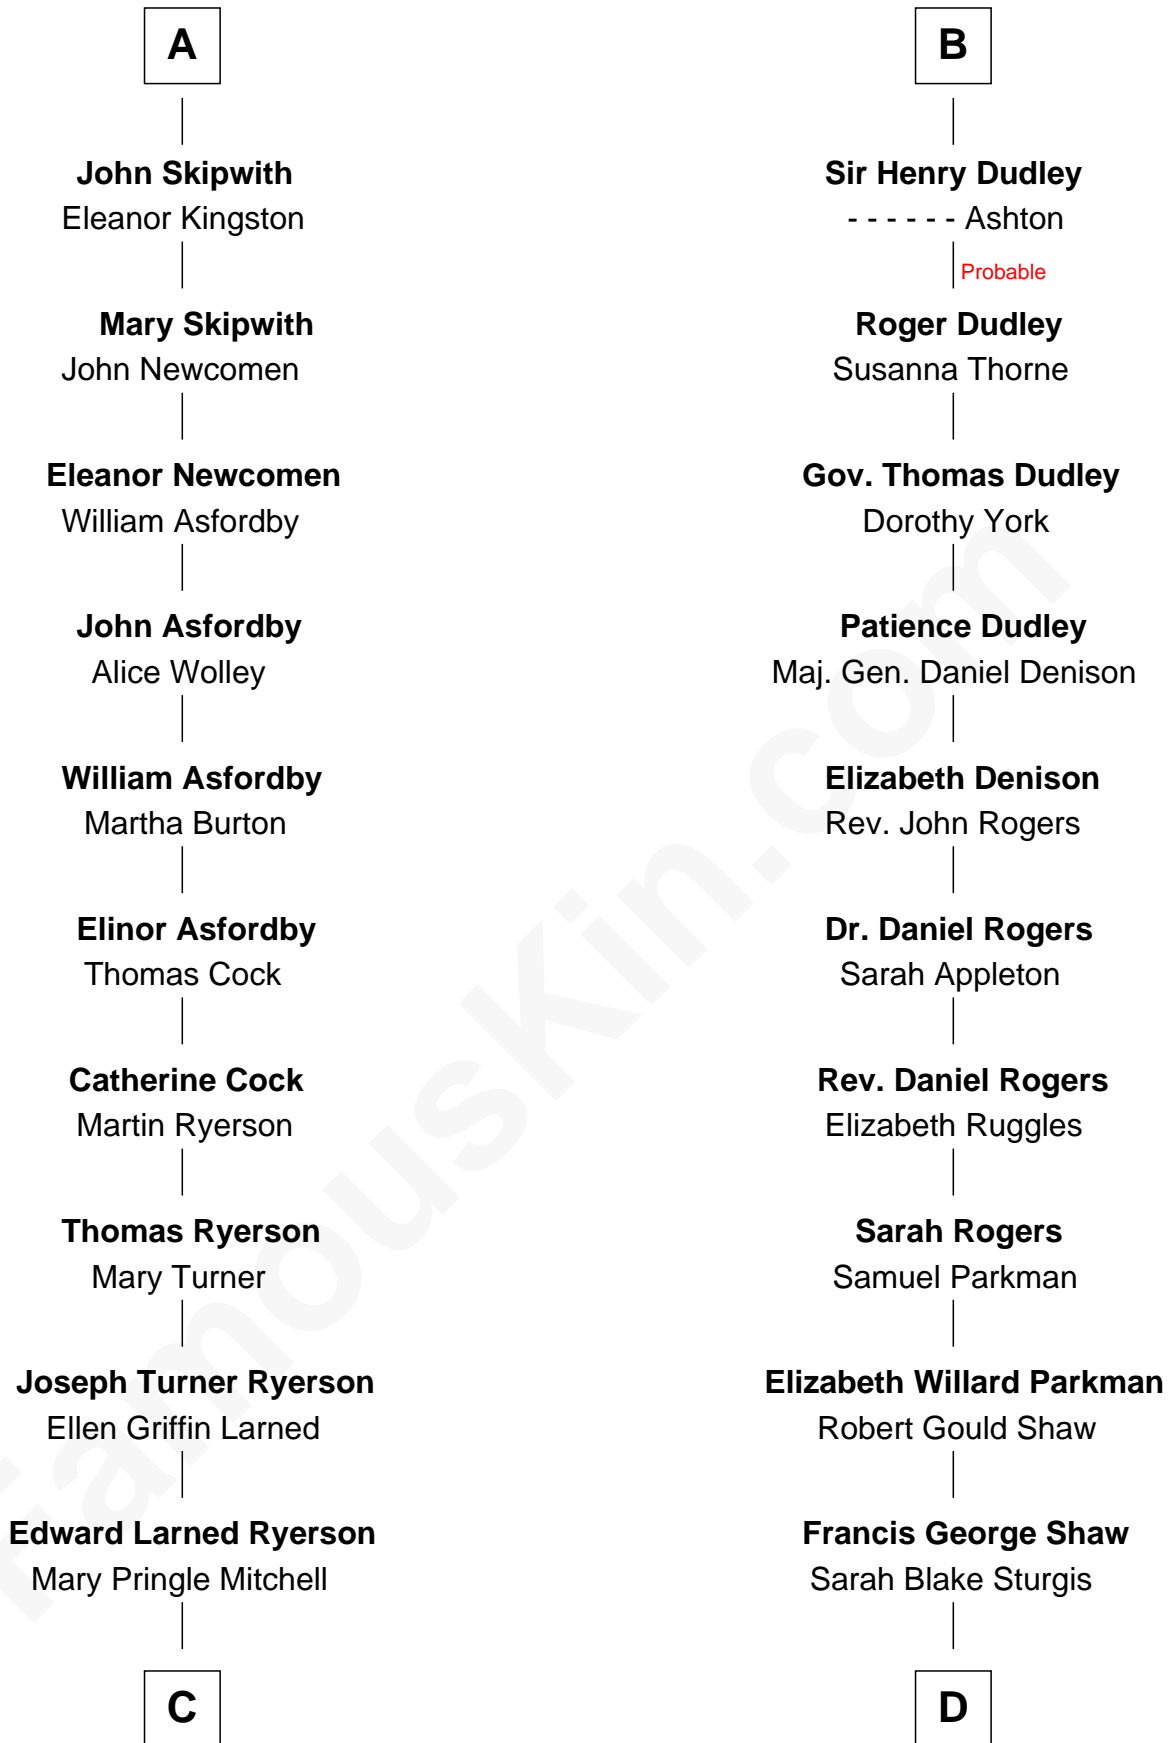 A
John Skipwith
Eleanor Kingston
Mary Skipwith
John Newcomen
Eleanor Newcomen
William Asfordby
John Asfordby
Alice Wolley
William Asfordby
Martha Burton
Elinor Asfordby
Thomas Cock
Catherine Cock
Martin Ryerson
Thomas Ryerson
Mary Turner
Joseph Turner Ryerson
Ellen Griffin Larned
Edward Larned Ryerson
Mary Pringle Mitchell
C
B
Sir Henry Dudley
- - - - - - Ashton
Probable
Roger Dudley
Susanna Thorne
Gov. Thomas Dudley
Dorothy York
Patience Dudley
Maj. Gen. Daniel Denison
Elizabeth Denison
Rev. John Rogers
Dr. Daniel Rogers
Sarah Appleton
Rev. Daniel Rogers
Elizabeth Ruggles
Sarah Rogers
Samuel Parkman
Elizabeth Willard Parkman
Robert Gould Shaw
Francis George Shaw
Sarah Blake Sturgis
D
FamousKin.com